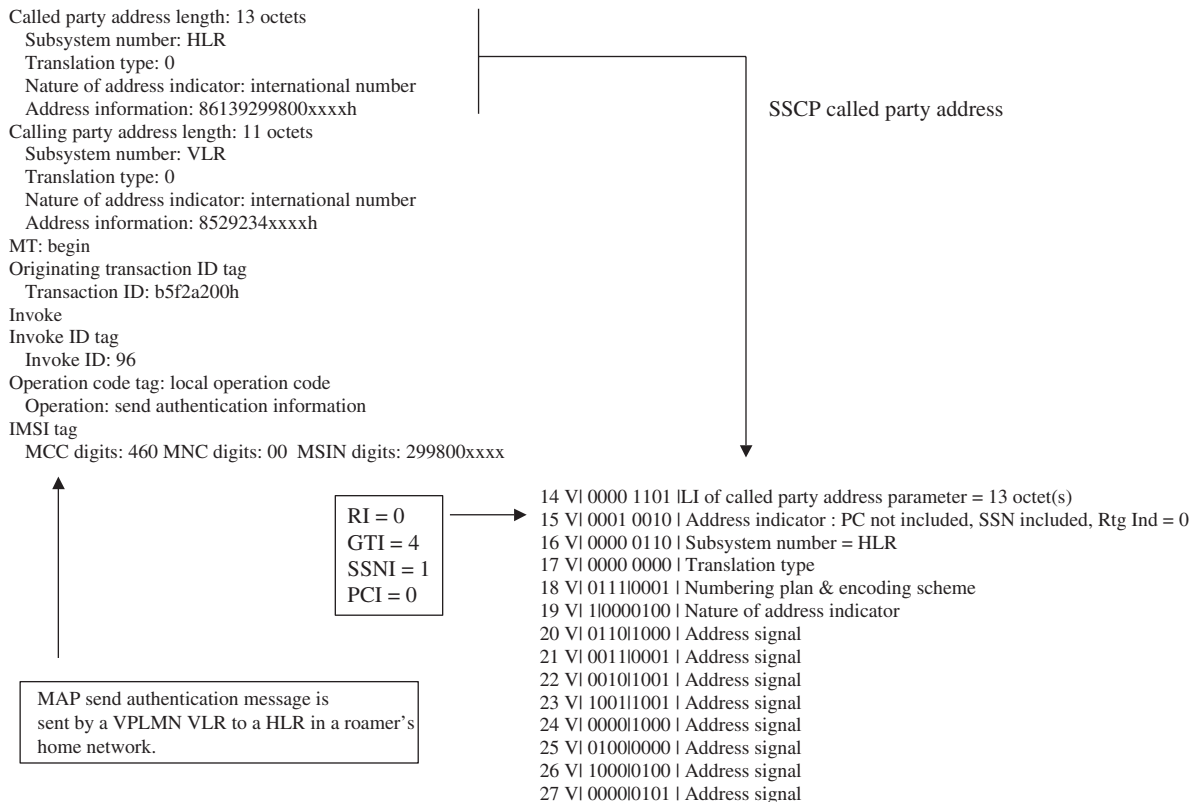 Called party address length: 13 octets
Subsystem number: HLR
Translation type: 0
Nature of address indicator: international number
Address information: 86139299800xxxxh
Calling party address length: 11 octets
Subsystem number: VLR
Translation type: 0
Nature of address indicator: international number
Address information: 8529234xxxxh
MT: begin
Originating transaction ID tag
Transaction ID: b5f2a200h
Invoke
Invoke ID tag
Invoke ID: 96
Operation code tag: local operation code
Operation: send authentication information
IMSI tag
MCC digits: 460 MNC digits: 00 MSIN digits: 299800xxxx
SSCP called party address
RI = 0
GTI = 4
SSNI = 1
PCI = 0
14 V| 0000 1101 |LI of called party address parameter = 13 octet(s)
15 V| 0001 0010 | Address indicator : PC not included, SSN included, Rtg Ind = 0
16 V| 0000 0110 | Subsystem number = HLR
17 V| 0000 0000 | Translation type
18 V| 0111|0001 | Numbering plan & encoding scheme
19 V| 1|0000100 | Nature of address indicator
20 V| 0110|1000 | Address signal
21 V| 0011|0001 | Address signal
22 V| 0010|1001 | Address signal
23 V| 1001|1001 | Address signal
24 V| 0000|1000 | Address signal
25 V| 0100|0000 | Address signal
26 V| 1000|0100 | Address signal
27 V| 0000|0101 | Address signal
MAP send authentication message is
sent by a VPLMN VLR to a HLR in a roamer's
home network.